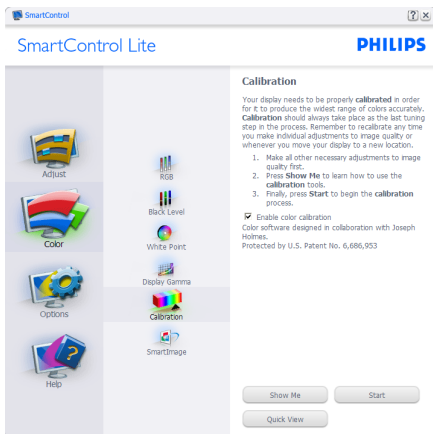 SmartControl
SmartControl Lite
PHILIPS
Adjust
Color
Options
Help
RGB
Black Level
White Point
Display Gamma
Calibration
SmartImage
Calibration
Your display needs to be properly calibrated in order
for it to produce the widest range of colors accurately.
Calibration should always take place as the last tuning
step in the process. Remember to recalibrate any time
you make individual adjustments to image quality or
whenever you move your display to a new location.
1. Make all other necessary adjustments to image
quality first.
2. Press Show Me to learn how to use the
calibration tools.
3. Finally, press Start to begin the calibration
process.
Enable color calibration
Color software designed in collaboration with Joseph
Holmes.
Protected by U.S. Patent No. 6,686,953
Show Me
Start
Quick View